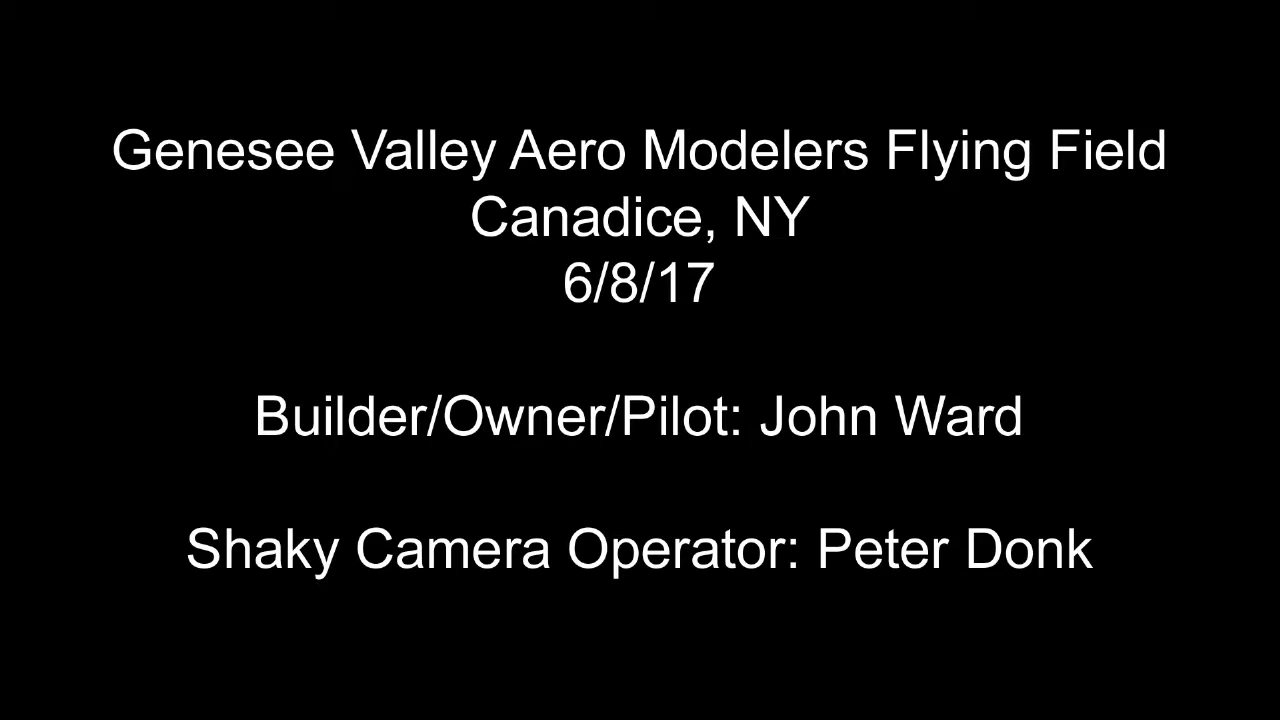 Genesee Valley Aero Modelers Flying Field
Canadice, NY
6/8/17
Builder/Owner/Pilot: John Ward
Shaky Camera Operator: Peter Donk